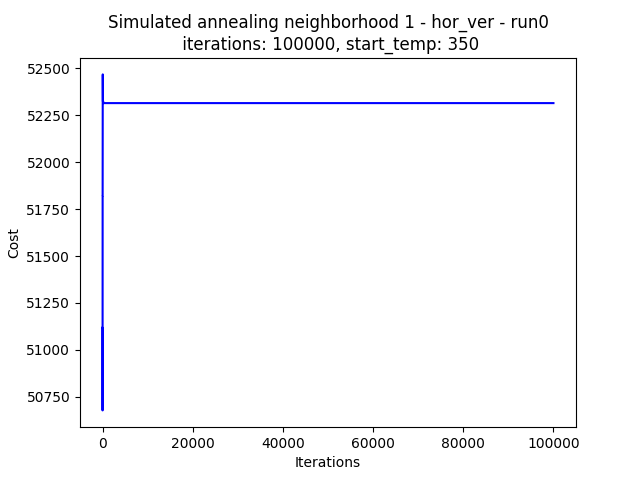 Simulated annealing neighborhood 1 - hor_ver - run0
iterations: 100000, start_temp: 350
52500
52250
52000
51750
51500
51250
51000
50750
Cost
0 20000 40000 60000 80000 100000
Iterations